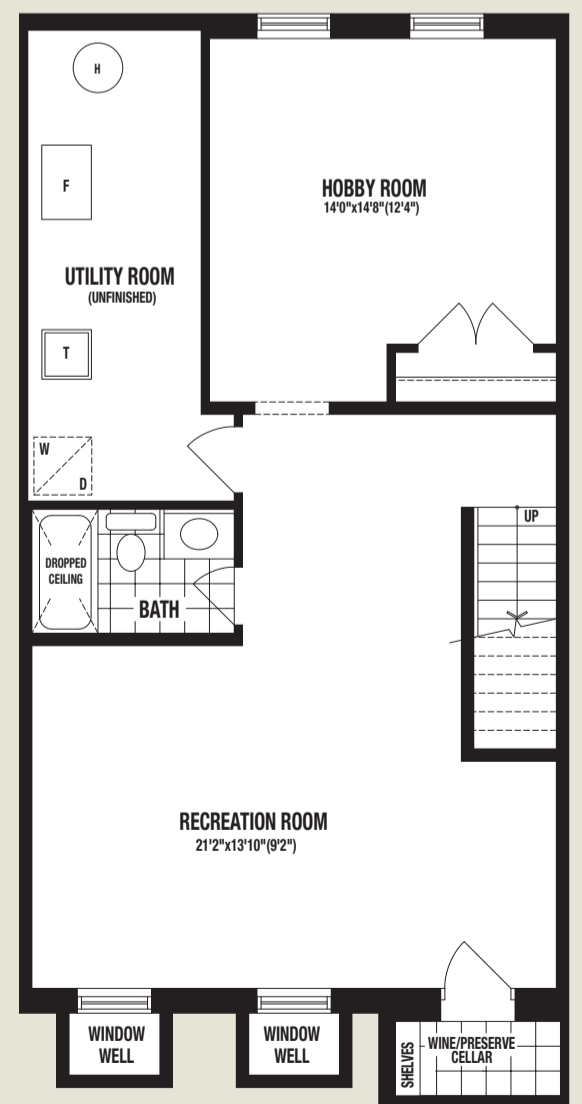 H
F
HOBBY ROOM
14'0"x14'8"(12'4")
UTILITY ROOM
(UNFINISHED)
T
W
D
UP
DROPPED
CEILING
BATH
RECREATION ROOM
21'2"x13'10"(9'2")
WINDOW
WELL
WINDOW
WELL
SHELVES
WINE/PRESERVE
CELLAR